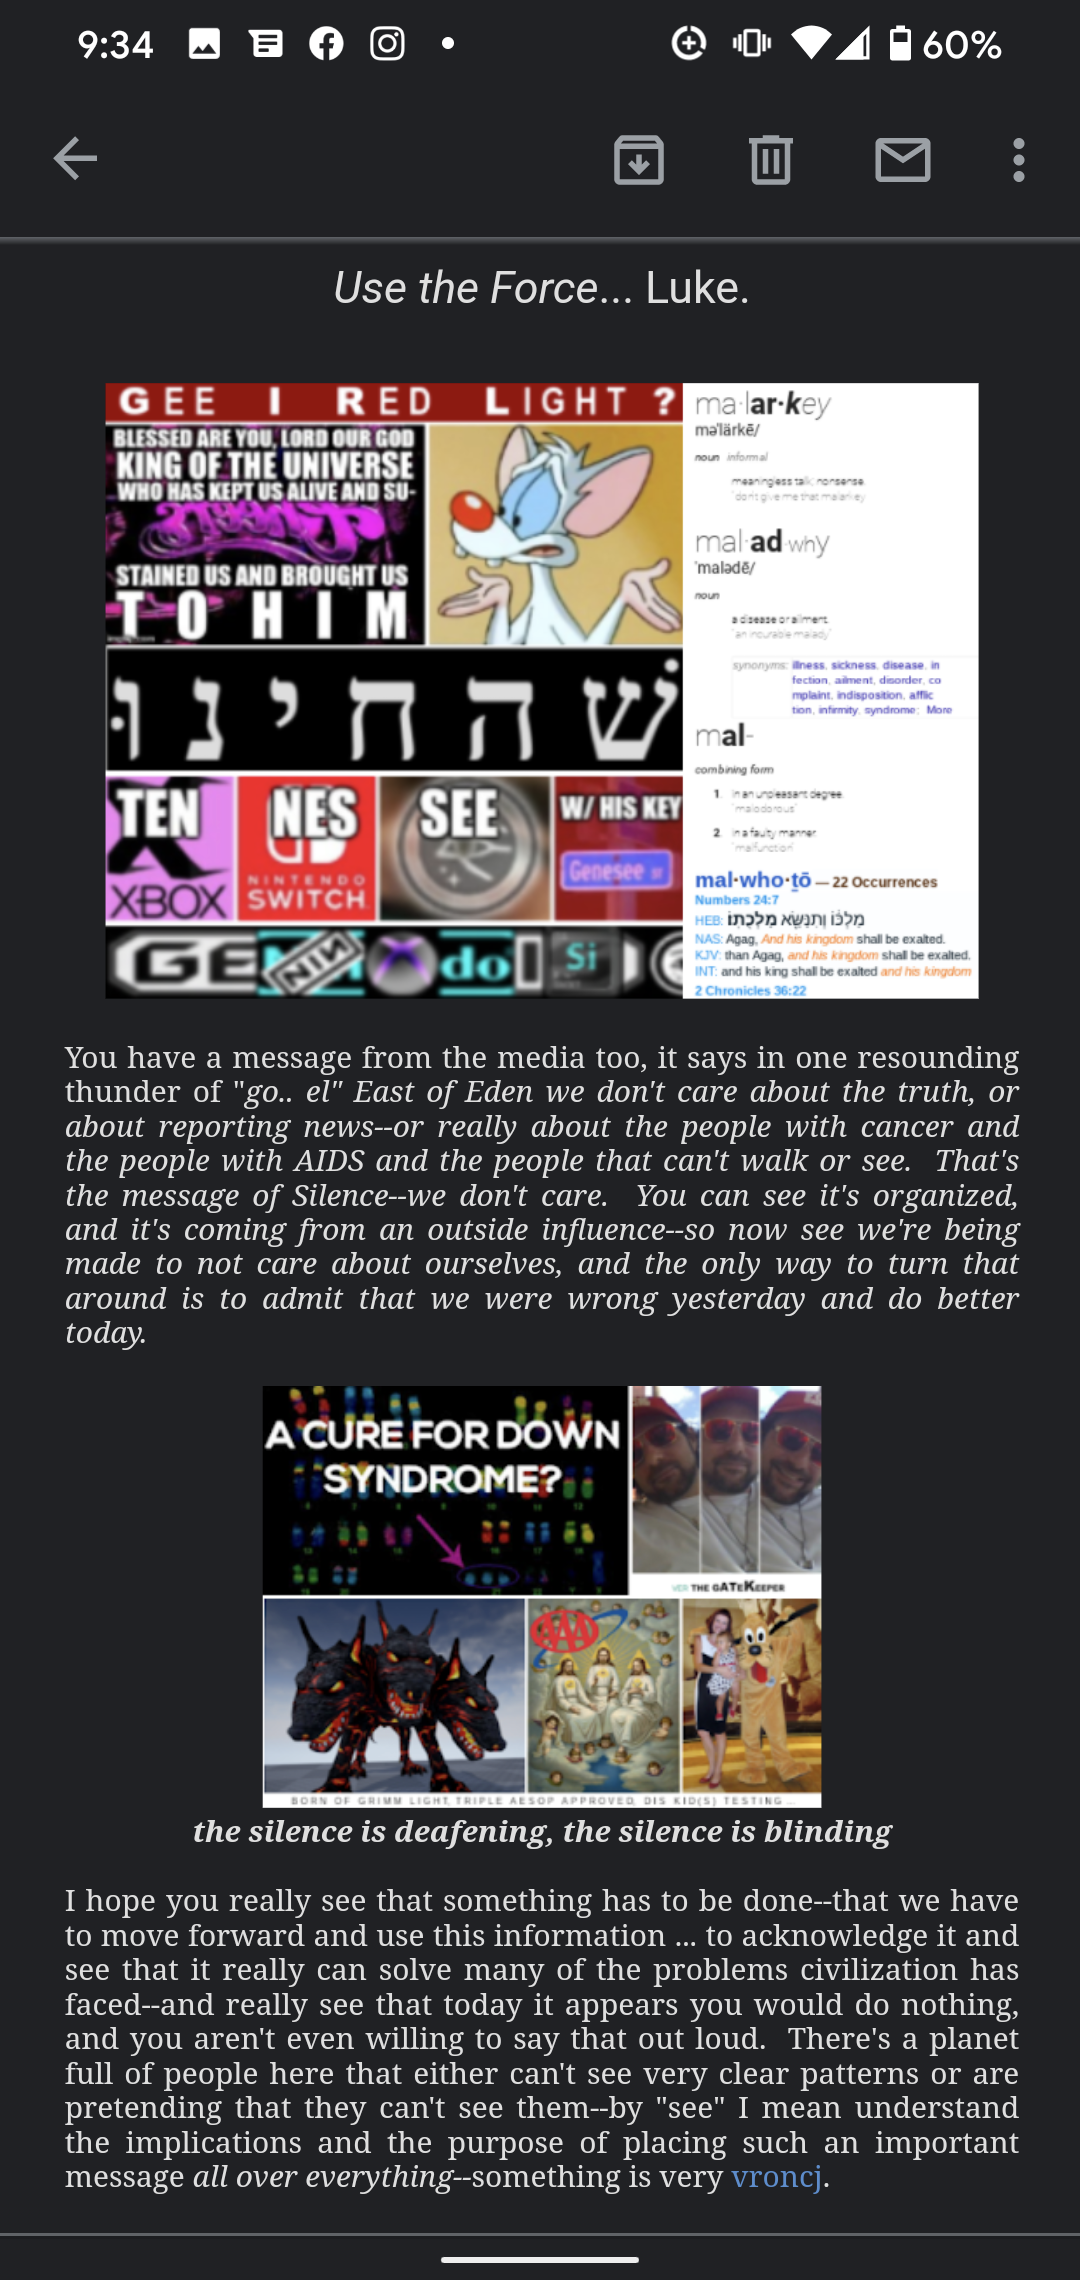 9:34
60%
Use the Force... Luke.
GEE I RED LIGHT ?
BLESSED ARE YOU, LORD OUR GOD
KING OF THE UNIVERSE
WHO HAS KEPT US ALIVE AND SU-
STAINED US AND BROUGHT US
TO HIM
שׁהחינוּ
TEN
XBOX
NES
NINTENDO
SWITCH
SEE
W/ HIS KEY
Genesee ST
GE
NIN
do
Si
ma·lar·key
mə'lärkē/
noun informal
meaningless talk; nonsense.
"don't give me that malarkey
mal·ad·why
'malədē/
noun
a disease or ailment.
"an incurable malady"
synonyms: illness, sickness, disease, in
fection, ailment, disorder, co
mplaint, indisposition, afflic
tion, infirmity, syndrome; More
mal-
combining form
1. in an unpleasant degree.
"malodorous"
2. in a faulty manner.
"malfunction"
mal·who·ṯō — 22 Occurrences
Numbers 24:7
HEB: מַלְכּ֔וֹ וְתִנַּשֵּׂ֖א מַלְכֻתֽוֹ׃
NAS: Agag, And his kingdom shall be exalted.
KJV: than Agag, and his kingdom shall be exalted.
INT: and his king shall be exalted and his kingdom
2 Chronicles 36:22
You have a message from the media too, it says in one resounding
thunder of "go.. el" East of Eden we don't care about the truth, or
about reporting news--or really about the people with cancer and
the people with AIDS and the people that can't walk or see. That's
the message of Silence--we don't care. You can see it's organized,
and it's coming from an outside influence--so now see we're being
made to not care about ourselves, and the only way to turn that
around is to admit that we were wrong yesterday and do better
today.
A CURE FOR DOWN
SYNDROME?
VER THE GATEKEEPER
AAA
BORN OF GRIMM LIGHT, TRIPLE AESOP APPROVED, DIS KID(S) TESTING ...
the silence is deafening, the silence is blinding
I hope you really see that something has to be done--that we have
to move forward and use this information ... to acknowledge it and
see that it really can solve many of the problems civilization has
faced--and really see that today it appears you would do nothing,
and you aren't even willing to say that out loud. There's a planet
full of people here that either can't see very clear patterns or are
pretending that they can't see them--by "see" I mean understand
the implications and the purpose of placing such an important
message all over everything--something is very vroncj.